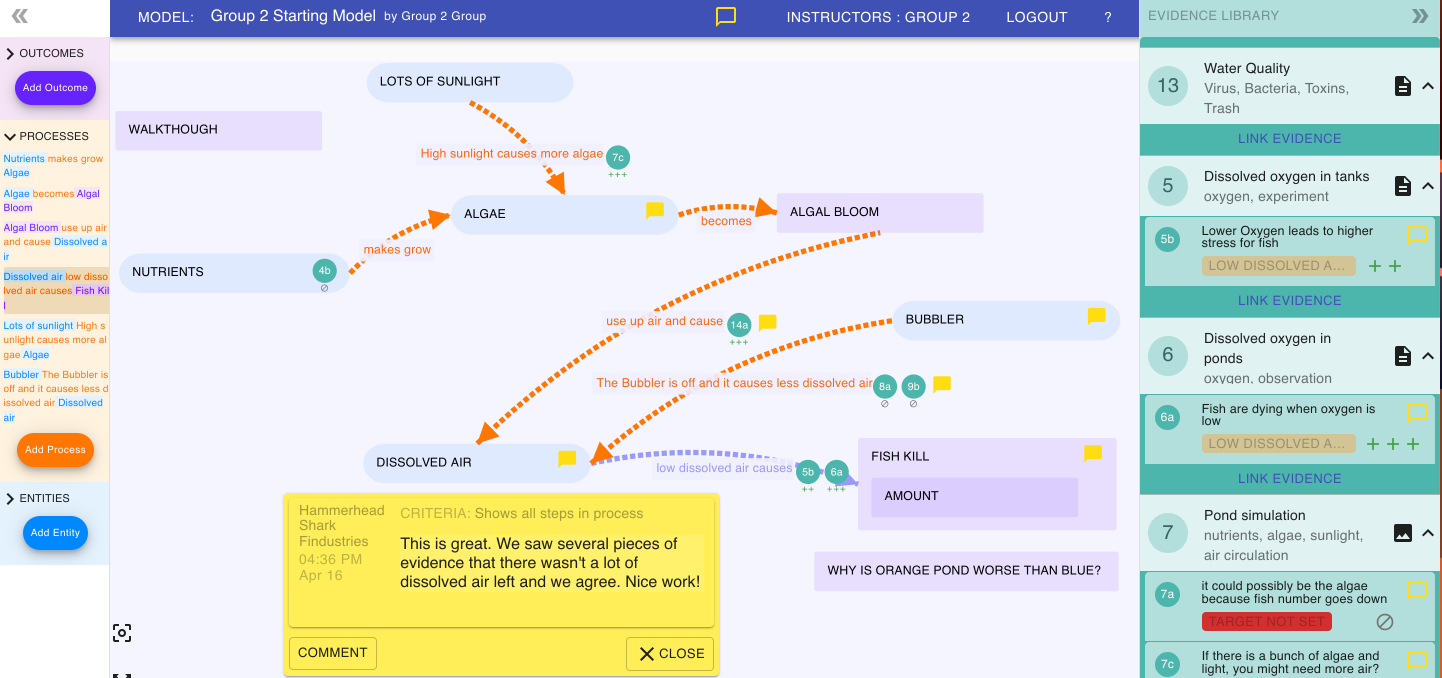 MODEL: Group 2 Starting Model by Group 2 Group
INSTRUCTORS : GROUP 2
LOGOUT
?
OUTCOMES
Add Outcome
PROCESSES
Nutrients makes grow
Algae
Algae becomes Algal
Bloom
Algal Bloom use up air
and cause Dissolved a
ir
Dissolved air low disso
lved air causes Fish Kil
l
Lots of sunlight High s
unlight causes more al
gae Algae
Bubbler The Bubbler is
off and it causes less d
issolved air Dissolved
air
Add Process
ENTITIES
Add Entity
LOTS OF SUNLIGHT
WALKTHOUGH
High sunlight causes more algae
7c
+++
ALGAE
becomes
ALGAL BLOOM
makes grow
NUTRIENTS
4b
use up air and cause
14a
+++
BUBBLER
The Bubbler is off and it causes less dissolved air
8a
9b
DISSOLVED AIR
low dissolved air causes
5b
++
6a
+++
FISH KILL
AMOUNT
WHY IS ORANGE POND WORSE THAN BLUE?
Hammerhead
Shark
Findustries
04:36 PM
Apr 16
CRITERIA: Shows all steps in process
This is great. We saw several pieces of
evidence that there wasn't a lot of
dissolved air left and we agree. Nice work!
COMMENT
CLOSE
EVIDENCE LIBRARY
13
Water Quality
Virus, Bacteria, Toxins,
Trash
LINK EVIDENCE
5
Dissolved oxygen in tanks
oxygen, experiment
5b
Lower Oxygen leads to higher
stress for fish
LOW DISSOLVED A...
++
LINK EVIDENCE
6
Dissolved oxygen in
ponds
oxygen, observation
6a
Fish are dying when oxygen is
low
LOW DISSOLVED A...
+++
LINK EVIDENCE
7
Pond simulation
nutrients, algae, sunlight,
air circulation
7a
it could possibly be the algae
because fish number goes down
TARGET NOT SET
7c
If there is a bunch of algae and
light, you might need more air?